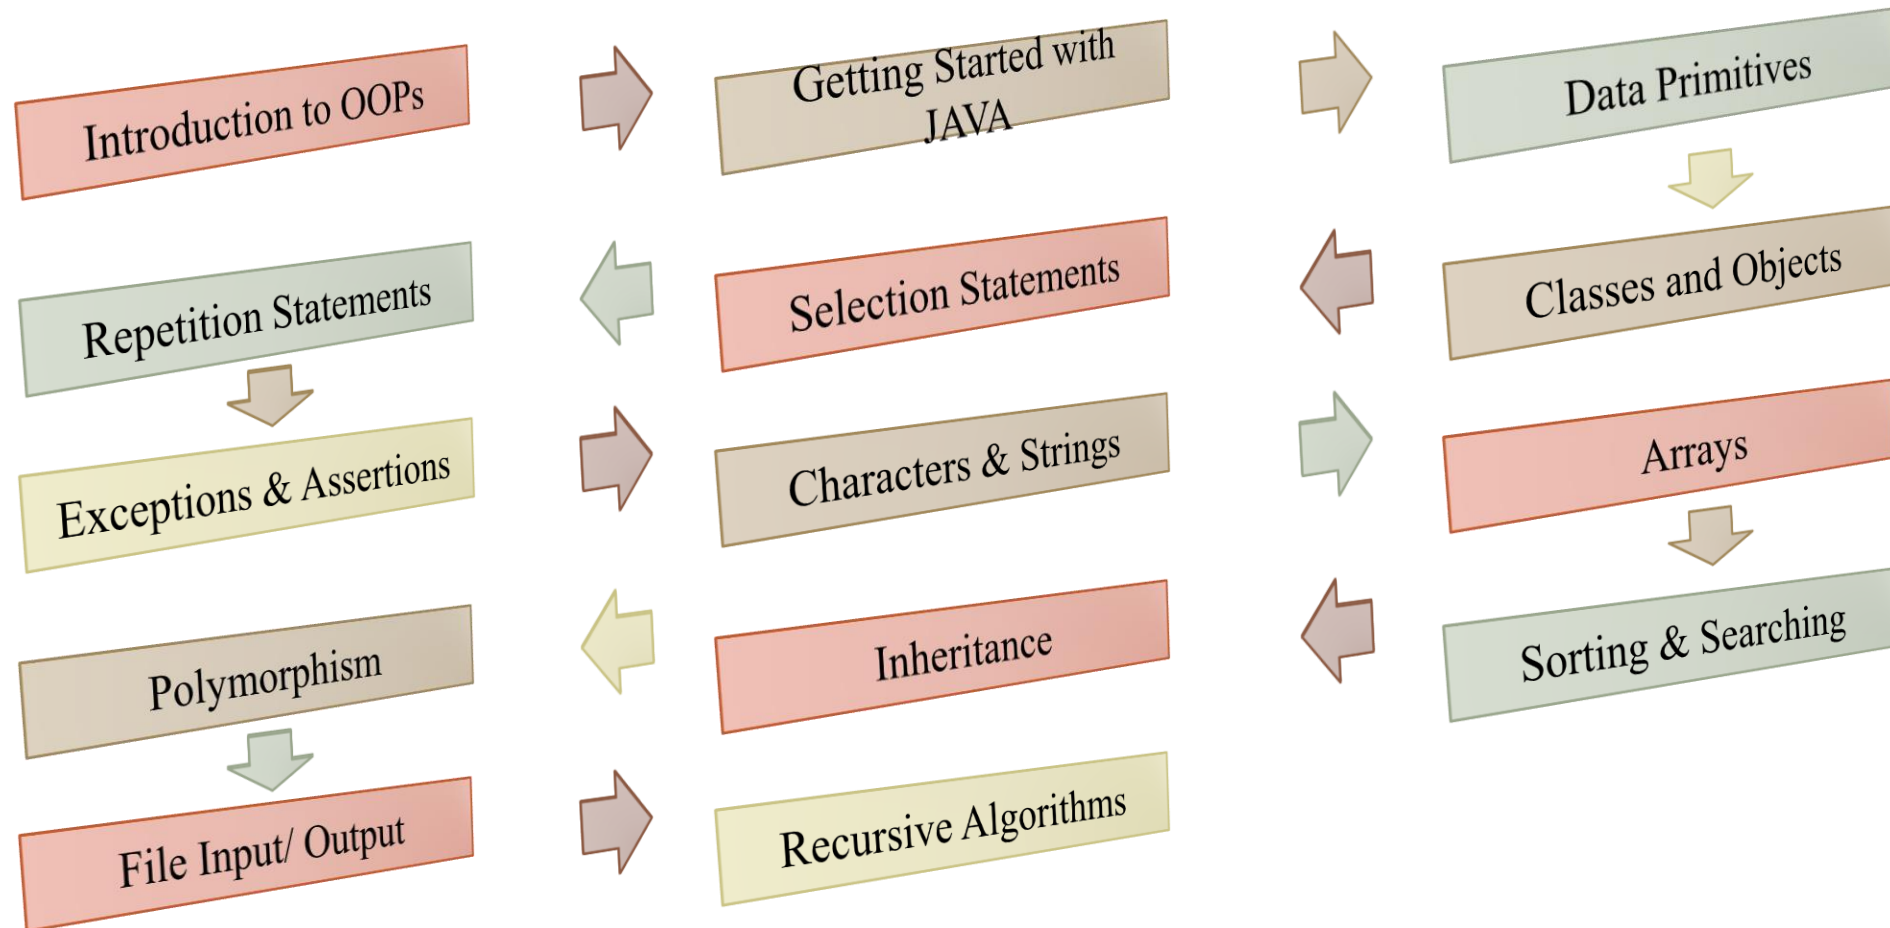 Introduction to OOPs
Getting Started with
JAVA
Data Primitives
Classes and Objects
Selection Statements
Repetition Statements
Exceptions & Assertions
Characters & Strings
Arrays
Sorting & Searching
Inheritance
Polymorphism
File Input/ Output
Recursive Algorithms